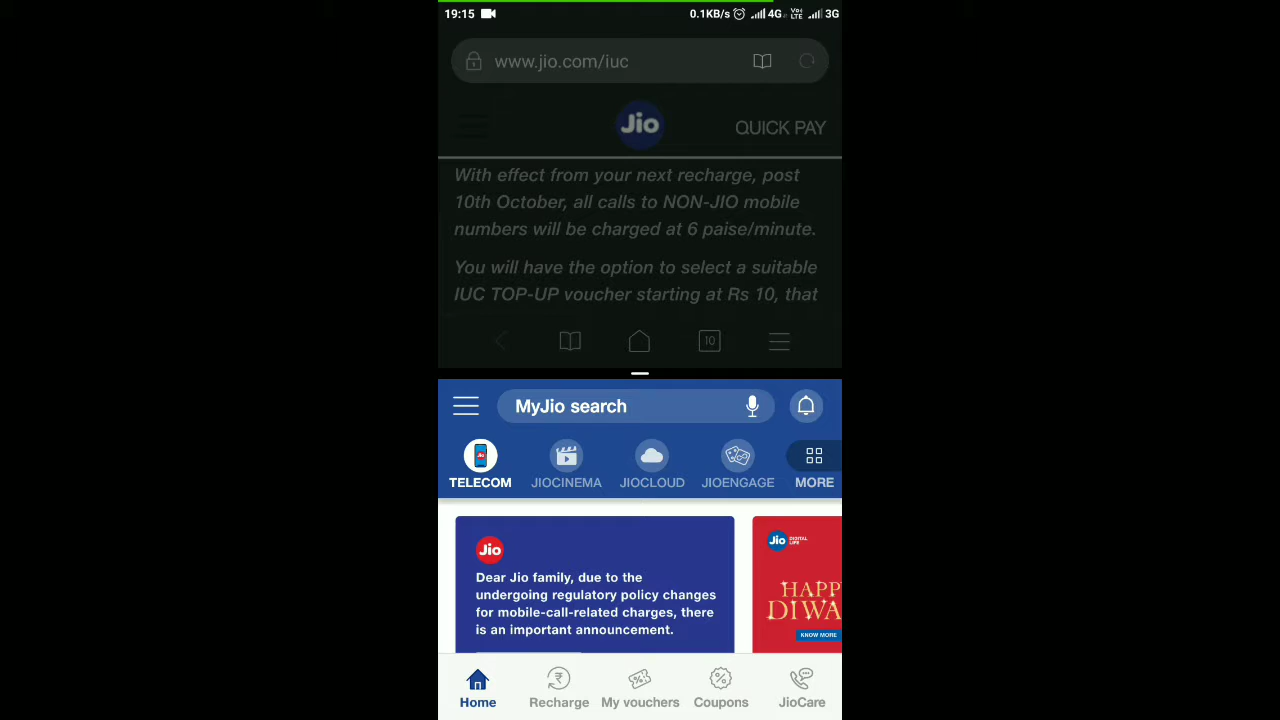 19:15 0.1KB/s 4G VoLTE 3G
www.jio.com/iuc
Jio QUICK PAY
With effect from your next recharge, post
10th October, all calls to NON-JIO mobile
numbers will be charged at 6 paise/minute.
You will have the option to select a suitable
IUC TOP-UP voucher starting at Rs 10, that
10
MyJio search
TELECOM JIOCINEMA JIOCLOUD JIOENGAGE MORE
Jio
Dear Jio family, due to the
undergoing regulatory policy changes
for mobile-call-related charges, there
is an important announcement.
Jio DIGITAL LIFE
HAPP
DIWA
KNOW MORE
Home Recharge My vouchers Coupons JioCare